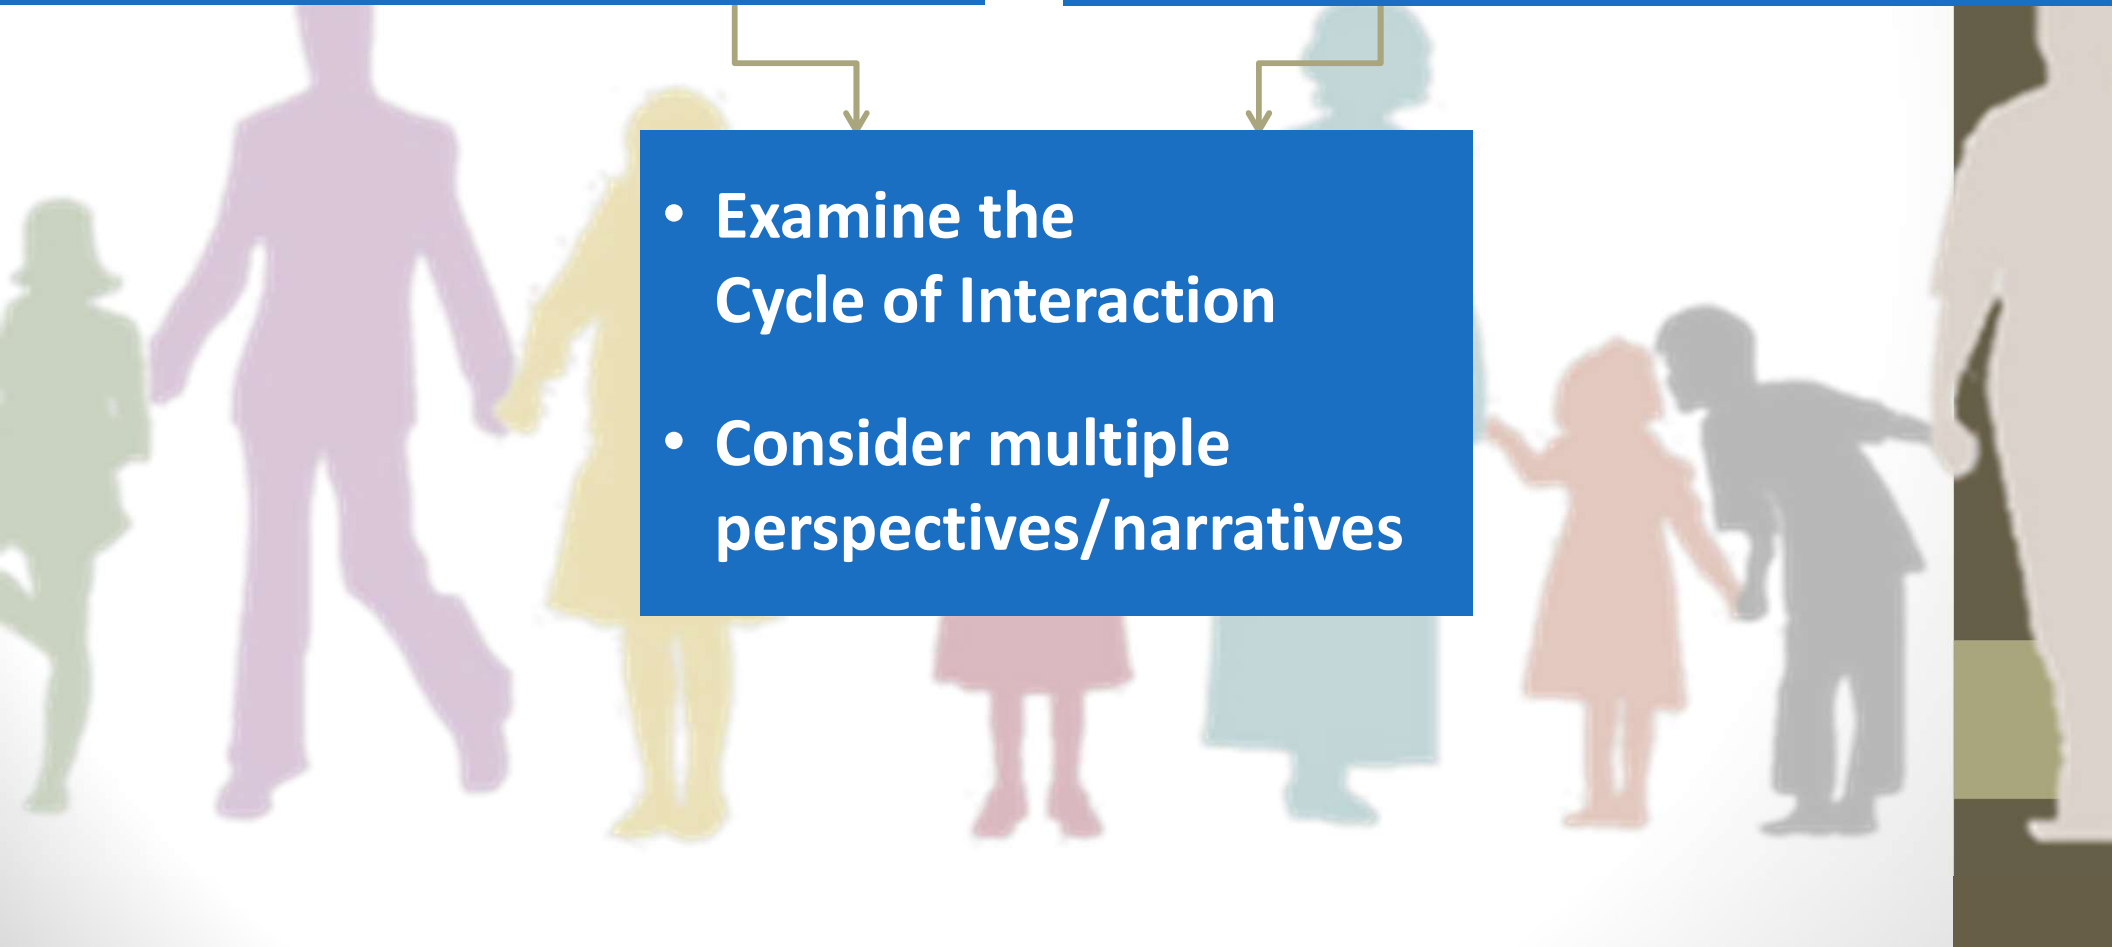 • Examine the
Cycle of Interaction
• Consider multiple
perspectives/narratives